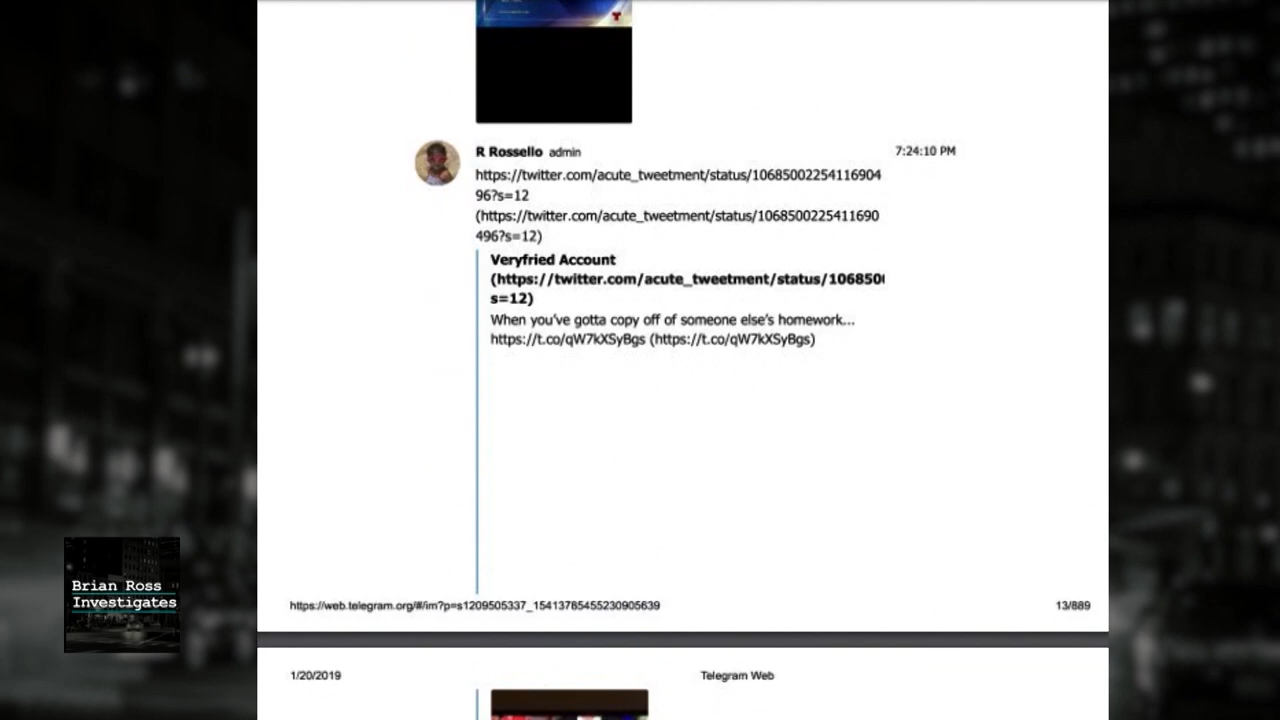 R Rossello admin
7:24:10 PM
https://twitter.com/acute_tweetment/status/10685002254116904
96?s=12
(https://twitter.com/acute_tweetment/status/1068500225411690
496?s=12)
Veryfried Account
(https://twitter.com/acute_tweetment/status/106850
s=12)
When you've gotta copy off of someone else's homework...
https://t.co/qW7kXSyBgs (https://t.co/qW7kXSyBgs)
Brian Ross
Investigates
https://web.telegram.org/#/im?p=s1209505337_15413785455230905639
13/889
1/20/2019
Telegram Web